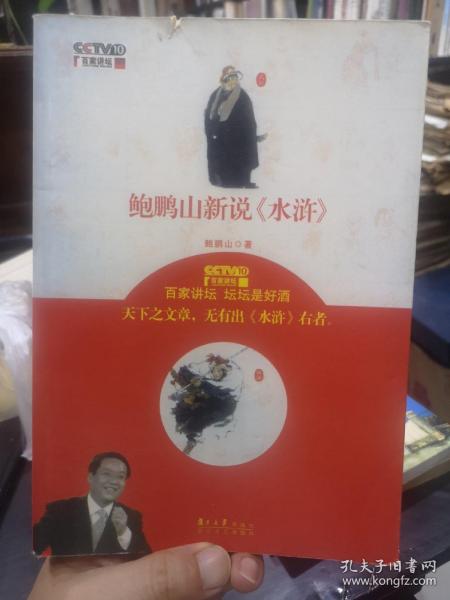 CCTV10
百家讲坛
鲍鹏山新说《水浒》
鲍鹏山◎著
CCTV10
百家讲坛
百家讲坛 坛坛是好酒
天下之文章，无有出《水浒》右者。
孔夫子旧书网
www.kongfz.com